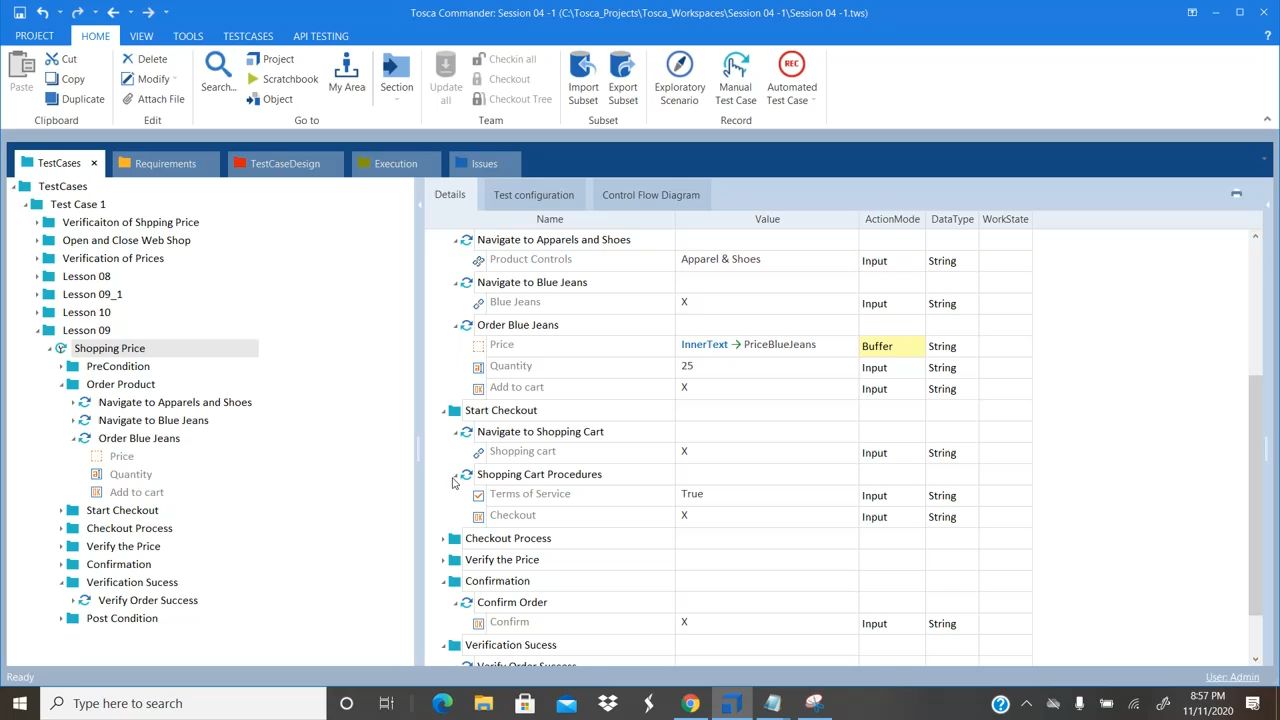 Tosca Commander: Session 04 -1 (C:\Tosca_Projects\Tosca_Workspaces\Session 04 -1\Session 04 -1.tws)
PROJECT HOME VIEW TOOLS TESTCASES API TESTING
Paste
Cut
Copy
Duplicate
Clipboard
Delete
Modify
Attach File
Edit
Search...
Project
Scratchbook
Object
My Area
Section
Go to
Update all
Checkin all
Checkout
Checkout Tree
Team
Import Subset
Export Subset
Subset
Exploratory Scenario
Manual Test Case
REC
Automated Test Case
Record
TestCases Requirements TestCaseDesign Execution Issues
TestCases
Test Case 1
Verificaiton of Shpping Price
Open and Close Web Shop
Verification of Prices
Lesson 08
Lesson 09_1
Lesson 10
Lesson 09
Shopping Price
PreCondition
Order Product
Navigate to Apparels and Shoes
Navigate to Blue Jeans
Order Blue Jeans
Price
Quantity
Add to cart
Start Checkout
Checkout Process
Verify the Price
Confirmation
Verification Sucess
Verify Order Success
Post Condition
Details Test configuration Control Flow Diagram
Name Value ActionMode DataType WorkState
Navigate to Apparels and Shoes
Product Controls Apparel & Shoes Input String
Navigate to Blue Jeans
Blue Jeans X Input String
Order Blue Jeans
Price InnerText → PriceBlueJeans Buffer String
Quantity 25 Input String
Add to cart X Input String
Start Checkout
Navigate to Shopping Cart
Shopping cart X Input String
Shopping Cart Procedures
Terms of Service True Input String
Checkout X Input String
Checkout Process
Verify the Price
Confirmation
Confirm Order
Confirm X Input String
Verification Sucess
Verify Order Success
Ready User: Admin
Type here to search
8:57 PM
11/11/2020